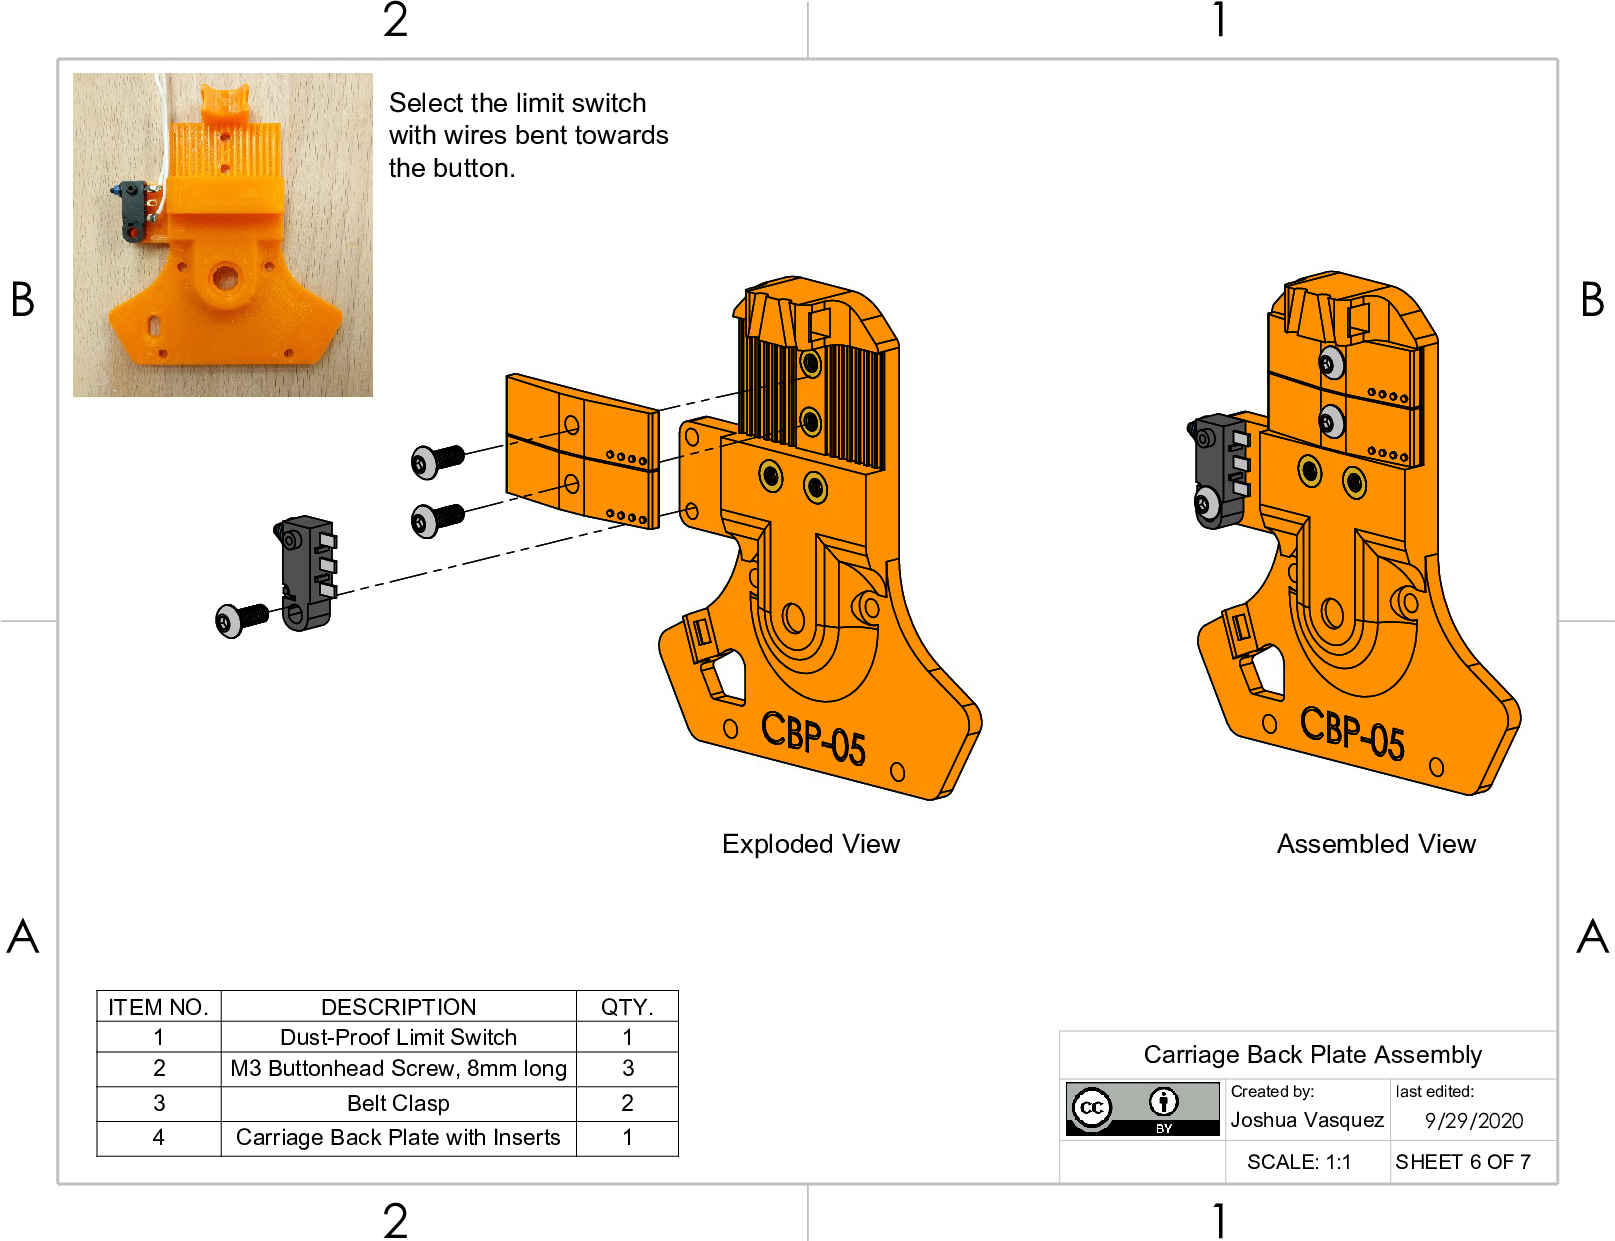 2
1
Select the limit switch
with wires bent towards
the button.
B
B
CBP-05
CBP-05
Exploded View
Assembled View
A
A
ITEM NO. DESCRIPTION QTY.
1 Dust-Proof Limit Switch 1
2 M3 Buttonhead Screw, 8mm long 3
3 Belt Clasp 2
4 Carriage Back Plate with Inserts 1
Carriage Back Plate Assembly
cc BY
Created by:
Joshua Vasquez
last edited:
9/29/2020
SCALE: 1:1
SHEET 6 OF 7
2
1